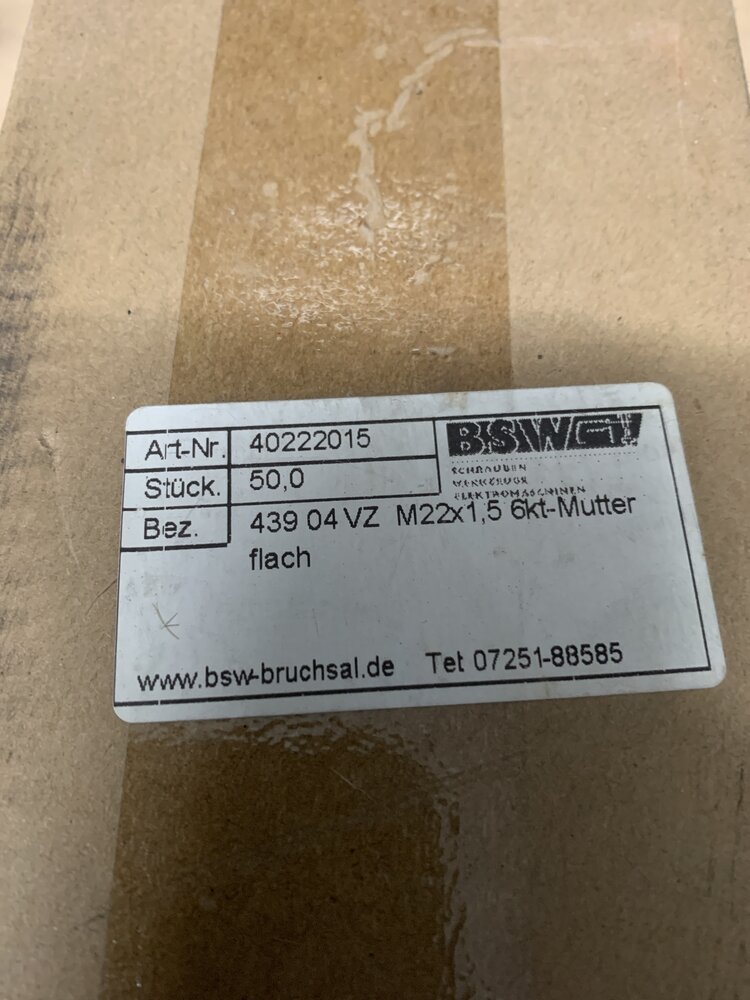 Art-Nr. 40222015
BSW
SCHRAUBEN
WERKZEUGE
ELEKTROMASCHINEN
Stück. 50,0
Bez. 439 04 VZ M22x1,5 6kt-Mutter
flach
www.bsw-bruchsal.de Tel 07251-88585